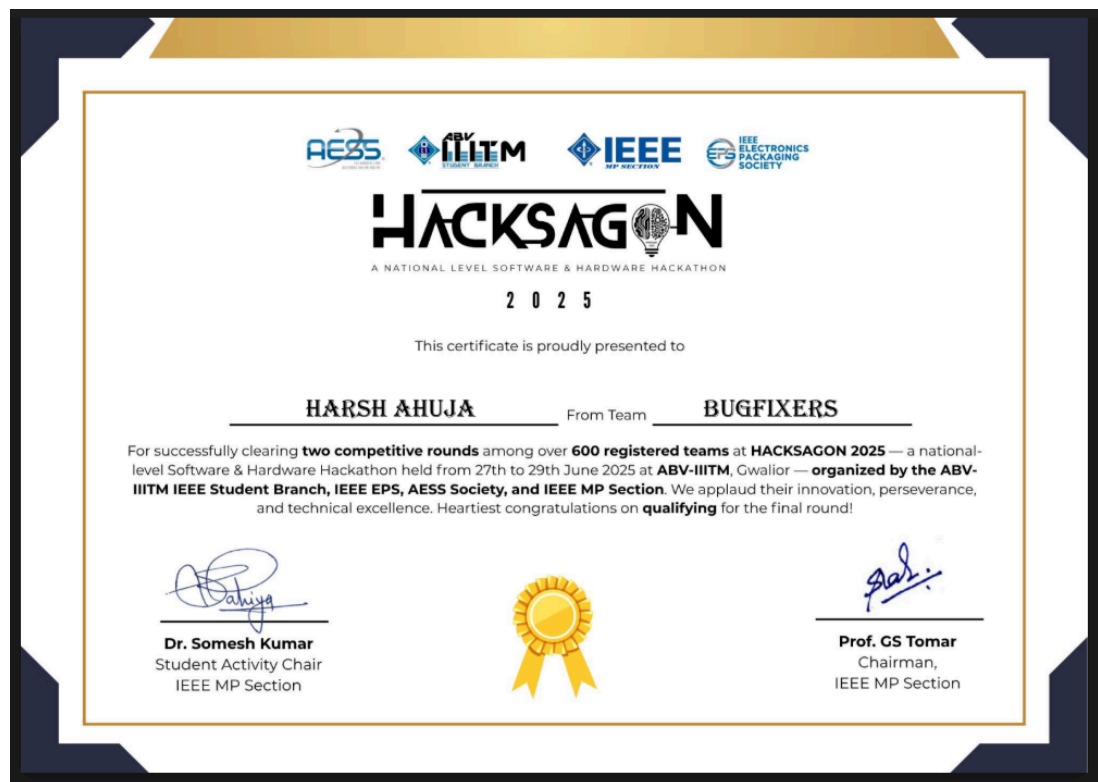 AESS
ABV
IIITM
STUDENT BRANCH
IEEE
MP SECTION
EPS
IEEE
ELECTRONICS
PACKAGING
SOCIETY
HACKSAGON
A NATIONAL LEVEL SOFTWARE & HARDWARE HACKATHON
2 0 2 5
This certificate is proudly presented to
HARSH AHUJA From Team BUGFIXERS
For successfully clearing two competitive rounds among over 600 registered teams at HACKSAGON 2025 — a national-
level Software & Hardware Hackathon held from 27th to 29th June 2025 at ABV-IIITM, Gwalior — organized by the ABV-
IIITM IEEE Student Branch, IEEE EPS, AESS Society, and IEEE MP Section. We applaud their innovation, perseverance,
and technical excellence. Heartiest congratulations on qualifying for the final round!
Dr. Somesh Kumar
Student Activity Chair
IEEE MP Section
Prof. GS Tomar
Chairman,
IEEE MP Section